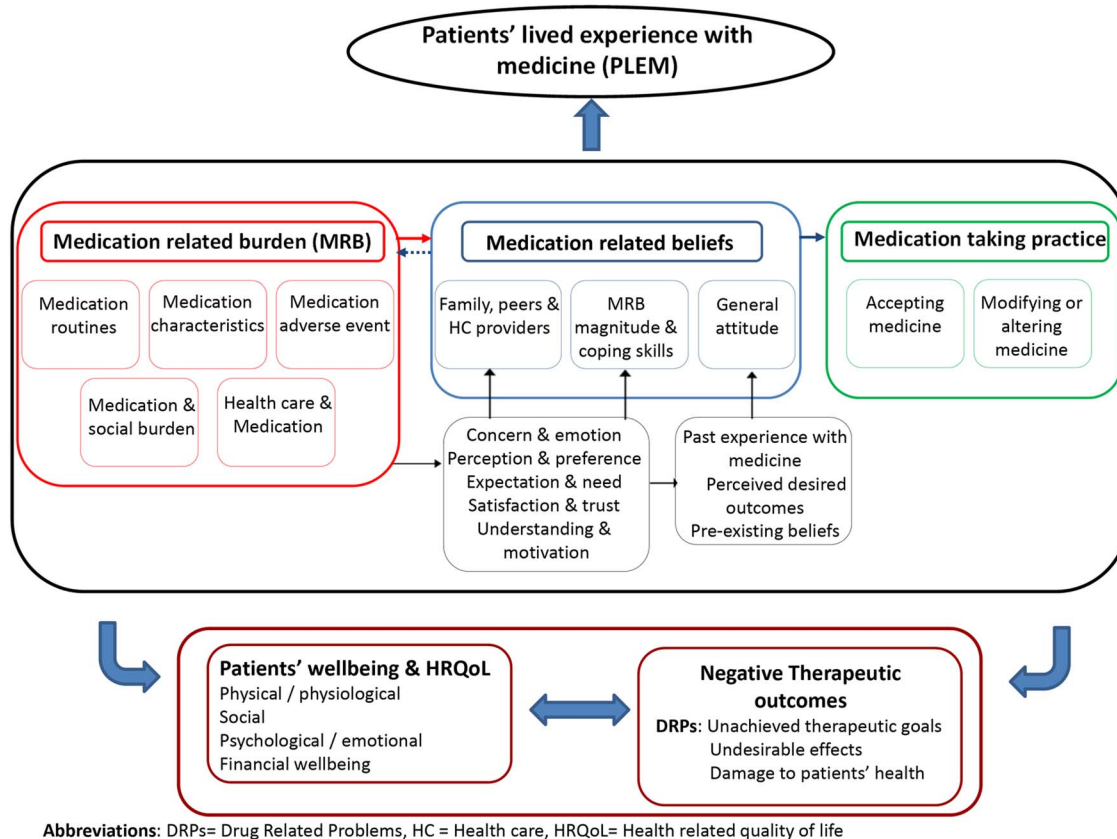 Patients' lived experience with
medicine (PLEM)
Medication related burden (MRB)
Medication
routines
Medication
characteristics
Medication
adverse event
Medication &
social burden
Health care &
Medication
Medication related beliefs
Family, peers &
HC providers
MRB
magnitude &
coping skills
General
attitude
Medication taking practice
Accepting
medicine
Modifying or
altering
medicine
Concern & emotion
Perception & preference
Expectation & need
Satisfaction & trust
Understanding &
motivation
Past experience with
medicine
Perceived desired
outcomes
Pre-existing beliefs
Patients' wellbeing & HRQoL
Physical / physiological
Social
Psychological / emotional
Financial wellbeing
Negative Therapeutic
outcomes
DRPs: Unachieved therapeutic goals
Undesirable effects
Damage to patients' health
Abbreviations: DRPs= Drug Related Problems, HC = Health care, HRQoL= Health related quality of life